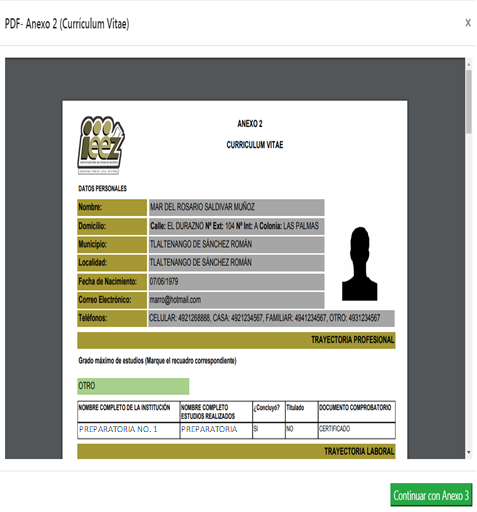 PDF- Anexo 2 (Currículum Vitae)
x
ieez
ANEXO 2
CURRICULUM VITAE
DATOS PERSONALES
Nombre: MAR DEL ROSARIO SALDIVAR MUÑOZ
Domicilio: Calle: EL DURAZNO Nº Ext: 104 Nº Int: A Colonia: LAS PALMAS
Municipio: TLALTENANGO DE SÁNCHEZ ROMÁN
Localidad: TLALTENANGO DE SÁNCHEZ ROMÁN
Fecha de Nacimiento: 07/06/1979
Correo Electrónico: marro@hotmail.com
Teléfonos: CELULAR: 4921268888, CASA: 4921234567, FAMILIAR: 4941234567, OTRO: 4931234567
TRAYECTORIA PROFESIONAL
Grado máximo de estudios (Marque el recuadro correspondiente)
OTRO
NOMBRE COMPLETO DE LA INSTITUCIÓN NOMBRE COMPLETO ESTUDIOS REALIZADOS ¿Concluyó? Titulado DOCUMENTO COMPROBATORIO
PREPARATORIA NO. 1 PREPARATORIA SI NO CERTIFICADO
TRAYECTORIA LABORAL
Continuar con Anexo 3